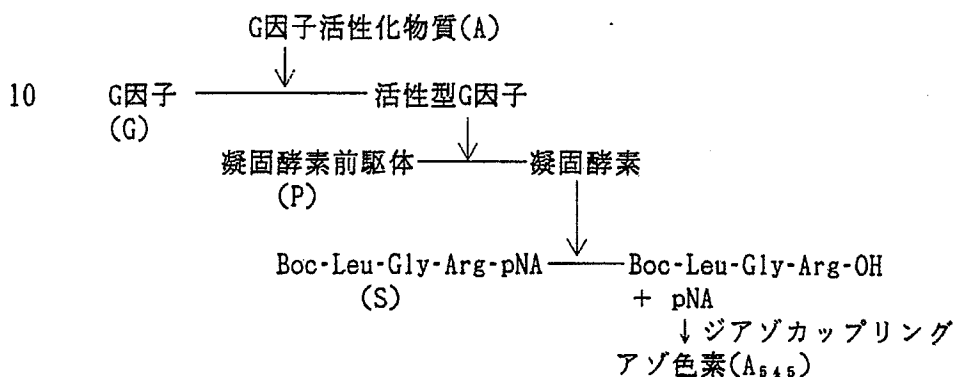 G因子活性化物質(A)
10 G因子 活性型G因子
(G)
凝固酵素前駆体 凝固酵素
(P)
Boc-Leu-Gly-Arg-pNA Boc-Leu-Gly-Arg-OH
(S) + pNA
↓ジアゾカップリング
アゾ色素(A₅₄₅)